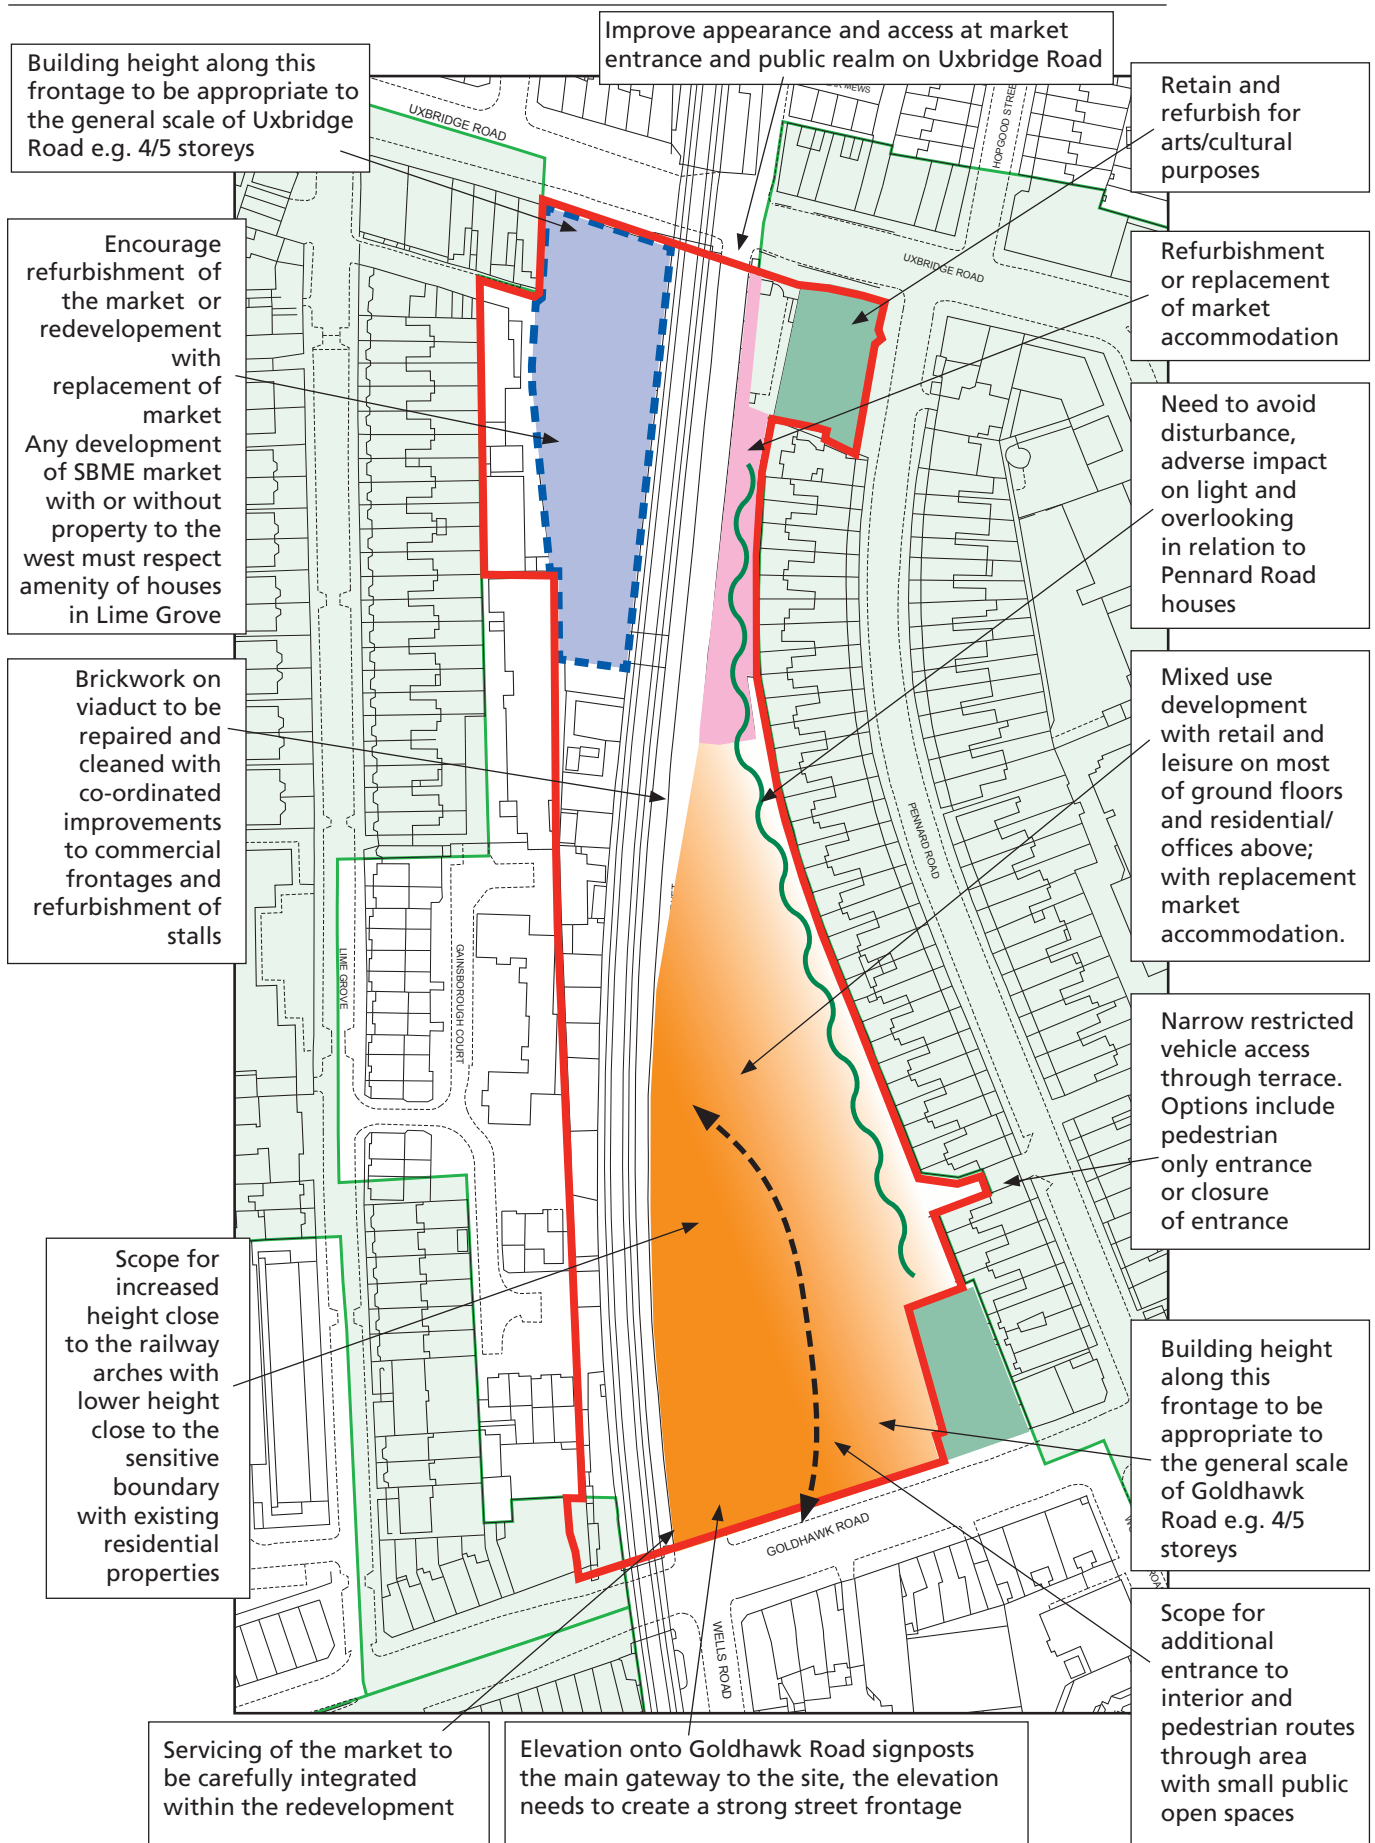 Improve appearance and access at market
entrance and public realm on Uxbridge Road
Building height along this
frontage to be appropriate to
the general scale of Uxbridge
Road e.g. 4/5 storeys
Retain and
refurbish for
arts/cultural
purposes
Encourage
refurbishment of
the market or
redevelopement
with
replacement of
market
Any development
of SBME market
with or without
property to the
west must respect
amenity of houses
in Lime Grove
Refurbishment
or replacement
of market
accommodation
Need to avoid
disturbance,
adverse impact
on light and
overlooking
in relation to
Pennard Road
houses
Brickwork on
viaduct to be
repaired and
cleaned with
co-ordinated
improvements
to commercial
frontages and
refurbishment of
stalls
Mixed use
development
with retail and
leisure on most
of ground floors
and residential/
offices above;
with replacement
market
accommodation.
Narrow restricted
vehicle access
through terrace.
Options include
pedestrian
only entrance
or closure
of entrance
Scope for
increased
height close
to the railway
arches with
lower height
close to the
sensitive
boundary
with existing
residential
properties
Building height
along this
frontage to be
appropriate to
the general scale
of Goldhawk
Road e.g. 4/5
storeys
Scope for
additional
entrance to
interior and
pedestrian routes
through area
with small public
open spaces
Servicing of the market to
be carefully integrated
within the redevelopment
Elevation onto Goldhawk Road signposts
the main gateway to the site, the elevation
needs to create a strong street frontage
UXBRIDGE ROAD
MEWS
HOPGOOD STREE
UXBRIDGE ROAD
PENNARD ROAD
LIME GROVE
GAINSBOROUGH COURT
GOLDHAWK ROAD
WELLS ROAD